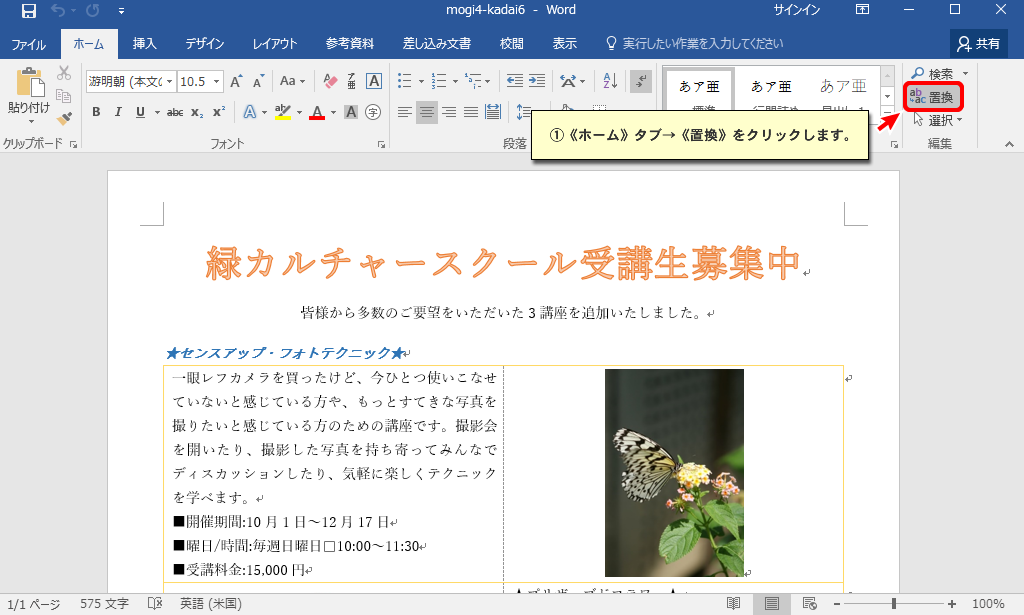 mogi4-kadai6 - Word
サインイン
ファイル ホーム 挿入 デザイン レイアウト 参考資料 差し込み文書 校閲 表示 実行したい作業を入力してください 共有
貼り付け
クリップボード
游明朝 (本文(
10.5
A A Aa
B I U abc x₂ x²
フォント
段落
あア亜 あア亜 あア亜
検索
置換
選択
編集
①《ホーム》タブ→《置換》をクリックします。
緑カルチャースクール受講生募集中
皆様から多数のご要望をいただいた 3 講座を追加いたしました。
★センスアップ・フォトテクニック★
一眼レフカメラを買ったけど、今ひとつ使いこなせ
ていないと感じている方や、もっとすてきな写真を
撮りたいと感じている方のための講座です。撮影会
を開いたり、撮影した写真を持ち寄ってみんなで
ディスカッションしたり、気軽に楽しくテクニック
を学べます。
■開催期間:10 月 1 日～12 月 17 日
■曜日/時間:毎週日曜日□10:00～11:30
■受講料金:15,000 円
1/1 ページ 575 文字 英語 (米国) 100%